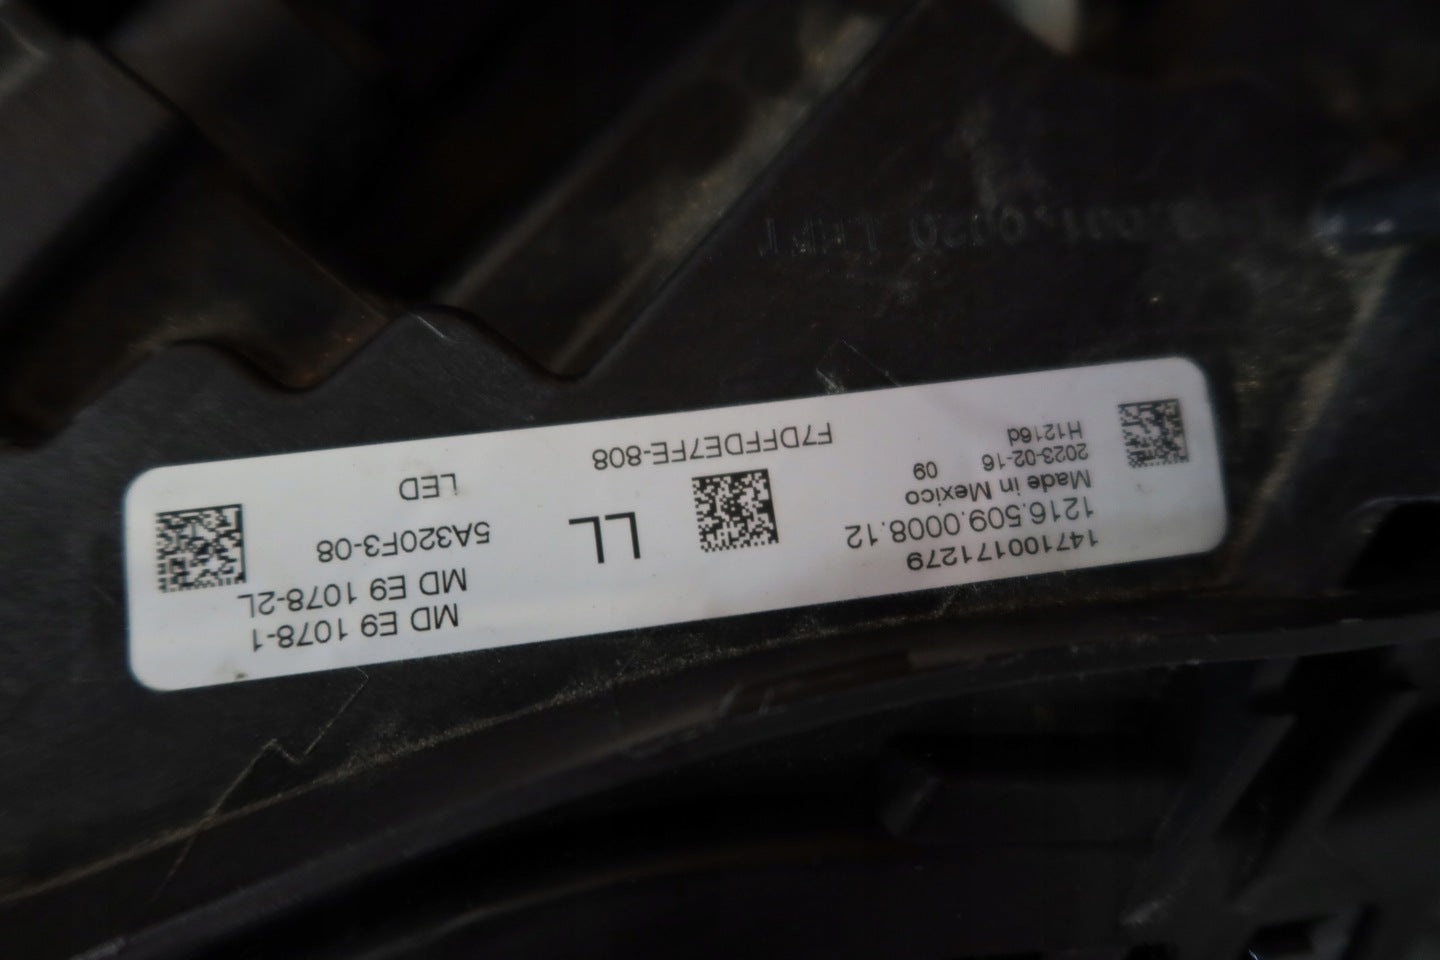 147100171279
1216.509.0008.12
Made in Mexico
2023-02-16 09
H1216d
LL
F7DFFDE7FE-808
MD E9 1078-1
MD E9 1078-2L
5A320F3-08
LED